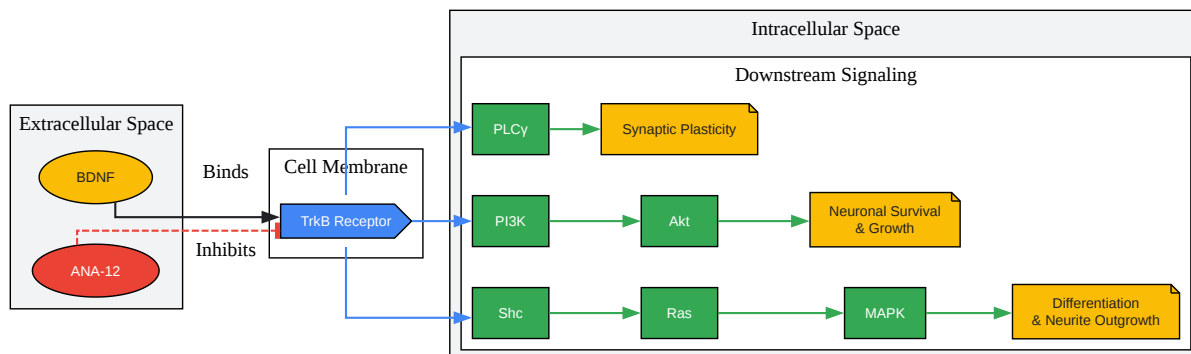 Intracellular Space
Downstream Signaling
Extracellular Space
BDNF
ANA-12
Binds
Inhibits
Cell Membrane
TrkB Receptor
PLCγ
Synaptic Plasticity
PI3K
Akt
Neuronal Survival
& Growth
Shc
Ras
MAPK
Differentiation
& Neurite Outgrowth